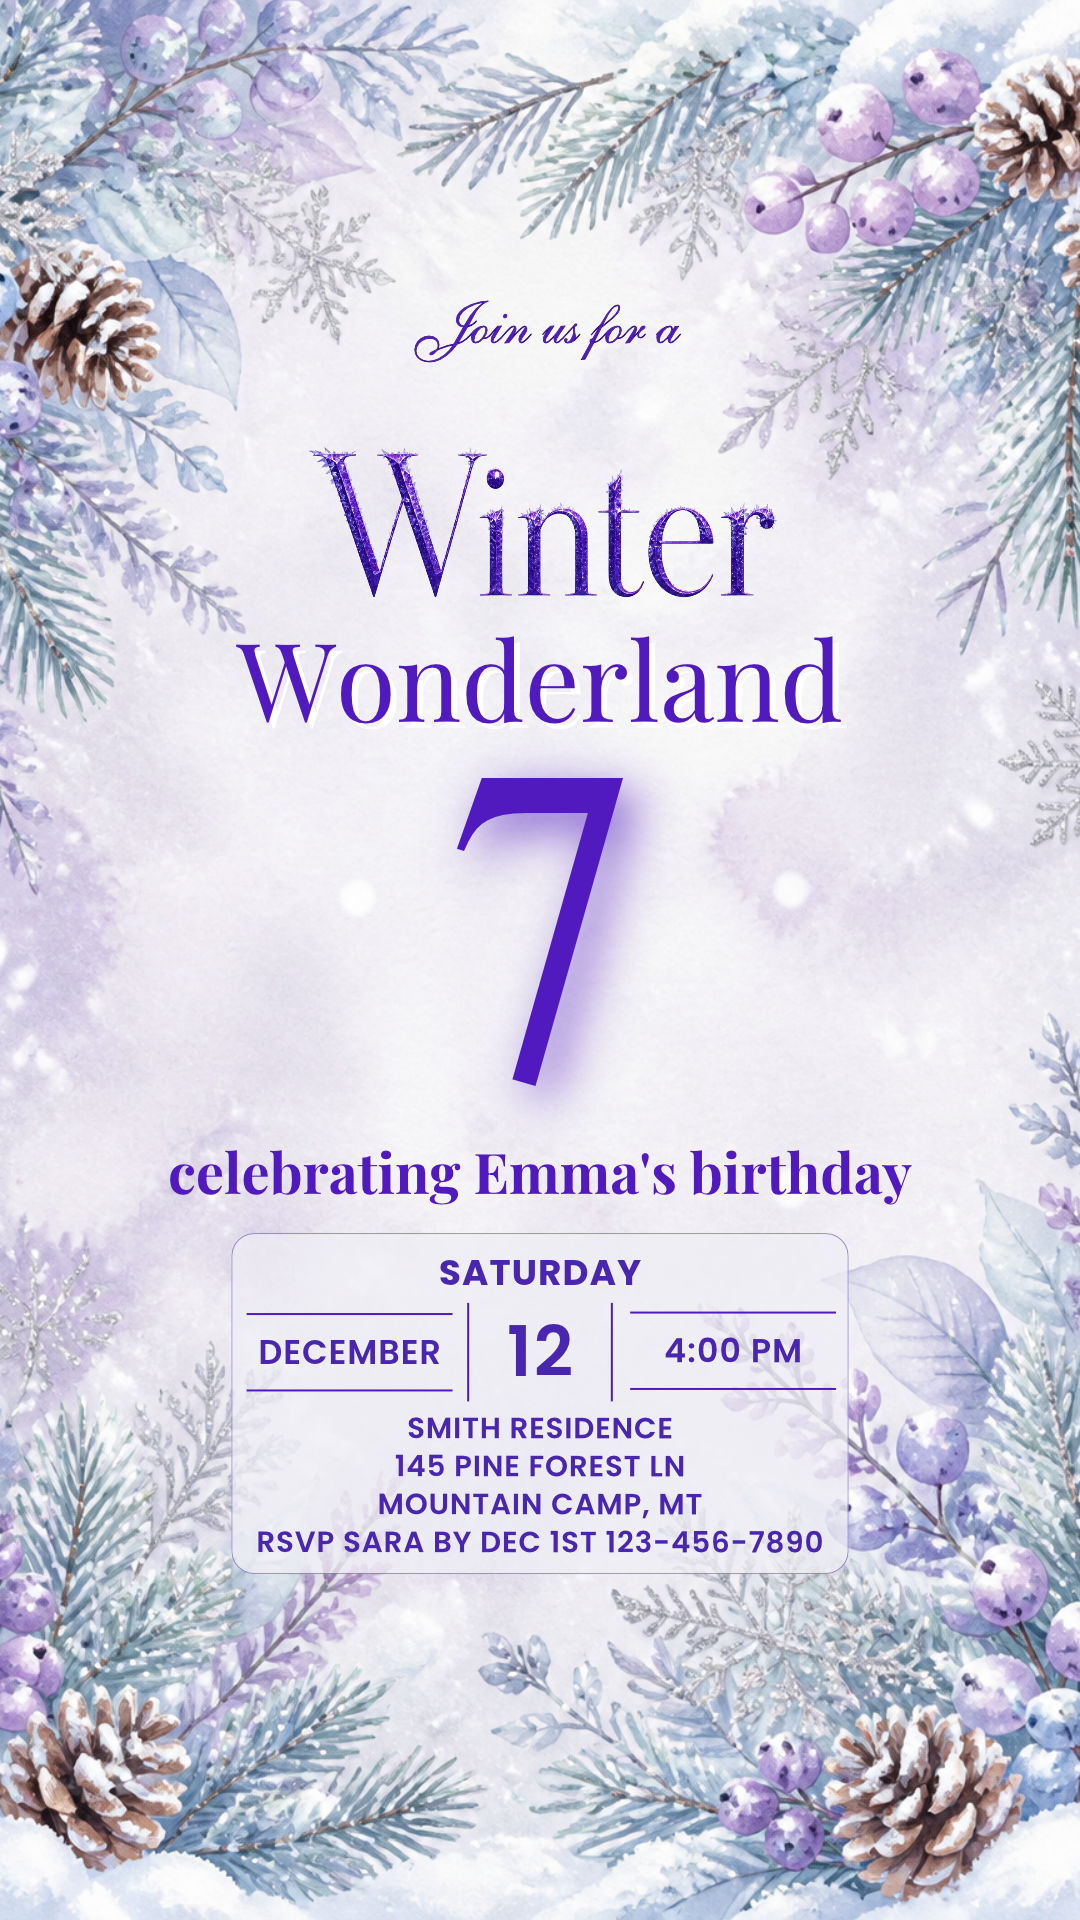 Join us for a
Winter
Wonderland
7
celebrating Emma's birthday
SATURDAY
DECEMBER 12 4:00 PM
SMITH RESIDENCE
145 PINE FOREST LN
MOUNTAIN CAMP, MT
RSVP SARA BY DEC 1ST 123-456-7890